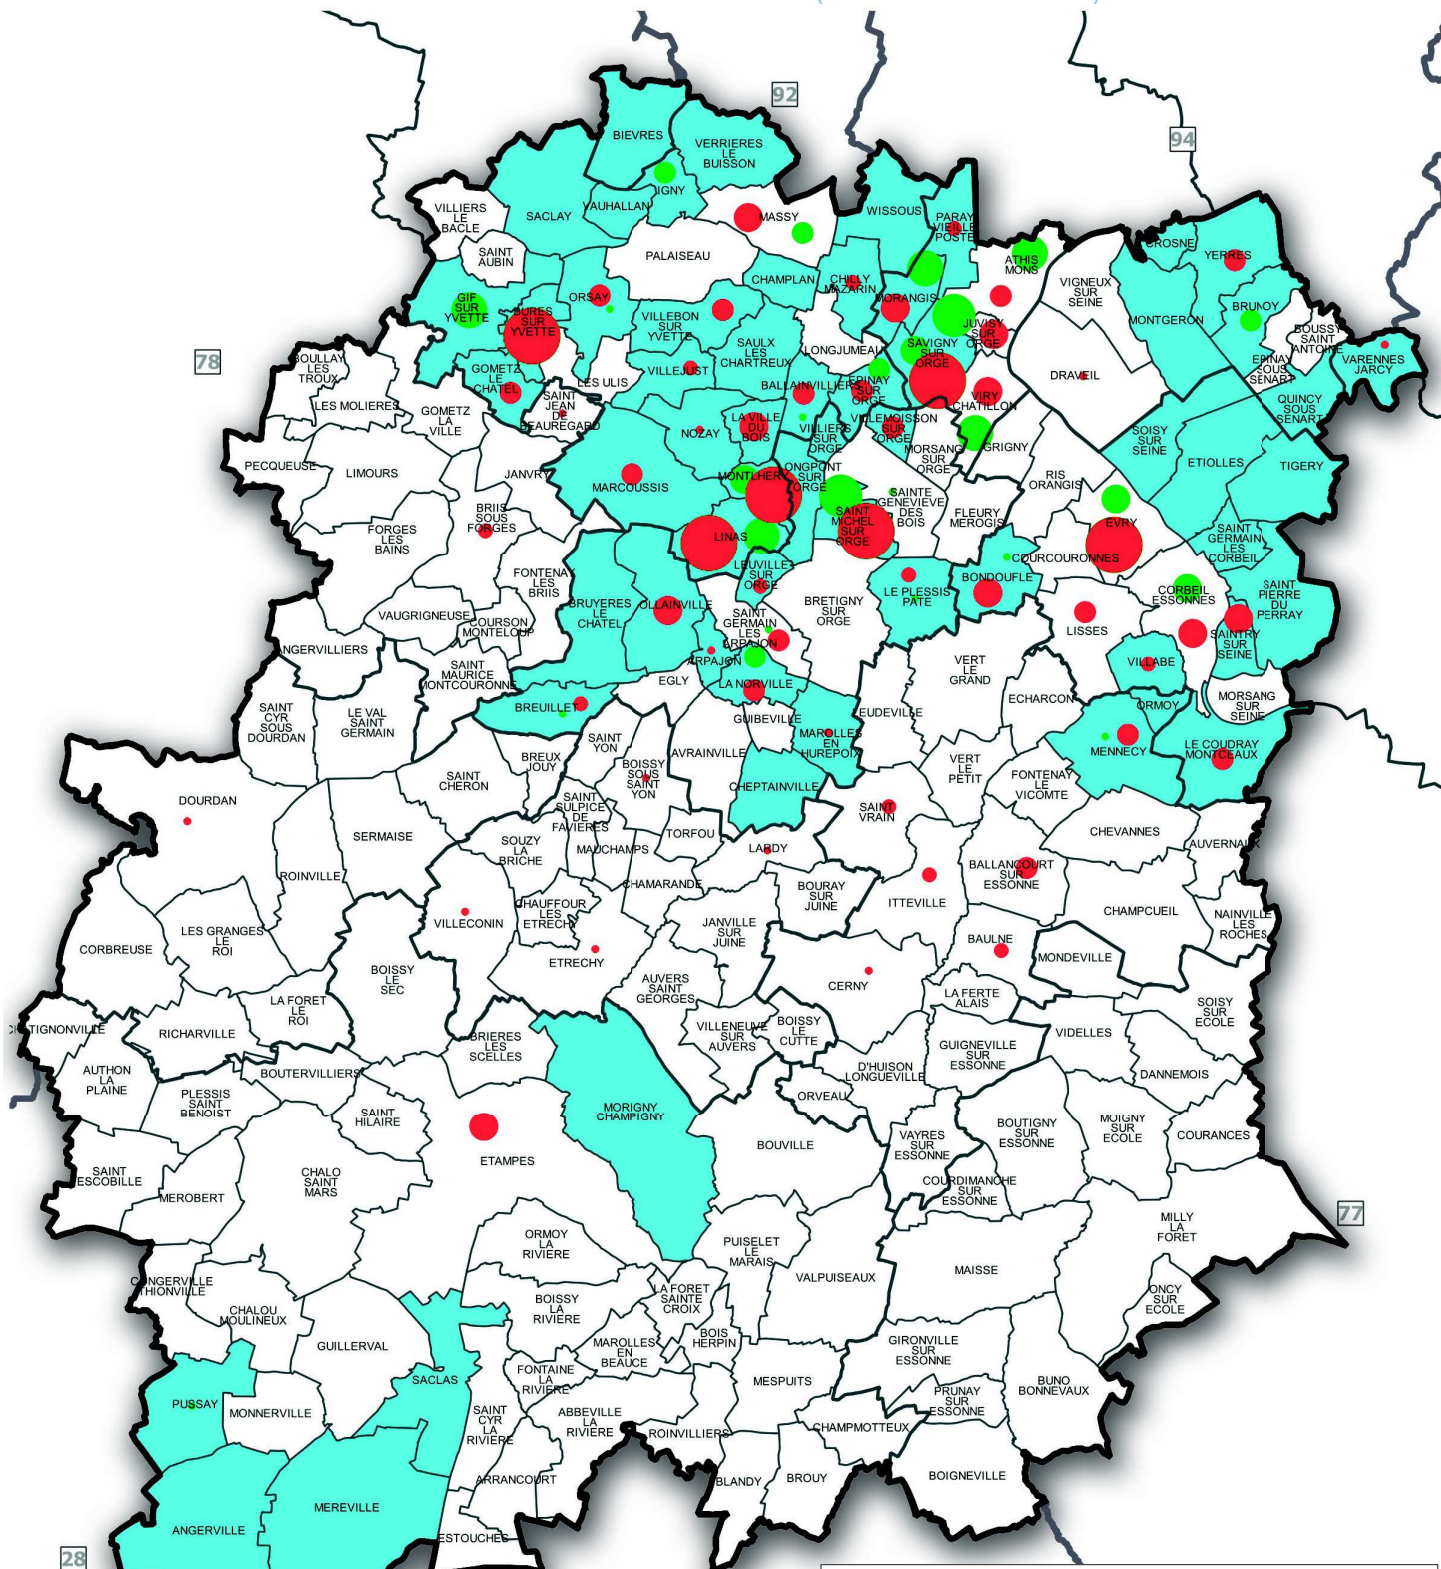 92
94
BIEVRES
VERRIERES
LE
BUISSON
IGNY
VILLIERS
LE
BACLE
SACLAY
VAUHALLAN
MASSY
WISSOUS
PARAY
VIEILLE
POSTE
SAINT
AUBIN
PALAISEAU
ATHIS
MONS
CROSNE
YERRES
CHAMPLAN
CHILLY
MAZARIN
VIGNEUX
SUR
SEINE
GIF
SUR
YVETTE
BURES
SUR
YVETTE
ORSAY
MORANGIS
MONTGERON
BRUNOY
VILLEBON
SUR
YVETTE
JUVISY
SUR
ORGE
BOUSSY
SAINT
ANTOINE
78
SAULX
LES
CHARTREUX
LONGJUMEAU
SAVIGNY
SUR
ORGE
EPINAY
SOUS
SENART
VARENNES
JARCY
BOULLAY
LES
TROUX
GOMETZ
LE
CHATEL
LES ULIS
VILLEJUST
BALLAINVILLIERS
EPINAY
SUR
ORGE
DRAVEIL
QUINCY
SOUS
SENART
LES MOLIERES
GOMETZ
LA
VILLE
SAINT
JEAN
DE
BEAUREGARD
VIRY
CHATILLON
NOZAY
LA VILLE
DU
BOIS
VILLIERS
SUR
ORGE
VILLEMOISSON
SUR
ORGE
SOISY
SUR
SEINE
PECQUEUSE
LIMOURS
JANVRY
MORSANG
SUR
ORGE
GRIGNY
ETIOLLES
TIGERY
MARCOUSSIS
MONTLHERY
ONGPONT
SUR
ORGE
RIS
ORANGIS
BRIIS
SOUS
FORGES
SAINTE
GENEVIEVE
DES
BOIS
FLEURY
MEROGIS
EVRY
FORGES
LES
BAINS
LINAS
SAINT
MICHEL
SUR
ORGE
SAINT
GERMAIN
LES
CORBEIL
COURCOURONNES
FONTENAY
LES
BRIIS
LEUVILLE
SUR
ORGE
LE PLESSIS
PATE
BONDOUFLE
CORBEIL
ESSONNES
SAINT
PIERRE
DU
PERRAY
VAUGRIGNEUSE
BRUYERES
LE
CHATEL
OLLAINVILLE
BRETIGNY
SUR
ORGE
COURSON
MONTELOUP
SAINT
GERMAIN
LES
ARPAJON
LISSES
SAINTRY
SUR
SEINE
ANGERVILLIERS
ARPAJON
VERT
LE
GRAND
VILLABE
SAINT
MAURICE
MONTCOURONNE
EGLY
LA NORVILLE
ECHARCON
ORMOY
MORSANG
SUR
SEINE
SAINT
CYR
SOUS
DOURDAN
LE VAL
SAINT
GERMAIN
BREUILLET
GUIBEVILLE
EUDEVILLE
MAROLLES
EN
HUREPOIX
MENNECY
LE COUDRAY
MONTCEAUX
SAINT
YON
AVRAINVILLE
BREUX
JOUY
BOISSY
SOUS
SAINT
YON
VERT
LE
PETIT
SAINT
CHERON
FONTENAY
LE
VICOMTE
DOURDAN
CHEPTAINVILLE
SAINT
SULPICE
DE
FAVIERES
SAINT
VRAIN
SERMAISE
SOUZY
LA
BRICHE
MAUCHAMPS
TORFOU
LARDY
CHEVANNES
AUVERNAUX
ROINVILLE
CHAMARANDE
BOURAY
SUR
JUINE
BALLANCOURT
SUR
ESSONNE
ITTEVILLE
CHAUFFOUR
LES
ETRECHY
VILLECONIN
CHAMPCUEIL
NAINVILLE
LES
ROCHES
LES GRANGES
LE
ROI
JANVILLE
SUR
JUINE
BAULNE
CORBREUSE
ETRECHY
MONDEVILLE
BOISSY
LE
SEC
AUVERS
SAINT
GEORGES
CERNY
LA FERTE
ALAIS
SOISY
SUR
ECOLE
LA FORET
LE
ROI
TIGNONVILLE
RICHARVILLE
VILLENEUVE
SUR
AUVERS
BOISSY
LE
CUTTE
VIDELLES
BRIERES
LES
SCELLES
GUIGNEVILLE
SUR
ESSONNE
AUTHON
LA
PLAINE
BOUTERVILLIERS
D'HUISON
LONGUEVILLE
DANNEMOIS
PLESSIS
SAINT
BENOIST
ORVEAU
SAINT
HILAIRE
MORIGNY
CHAMPIGNY
BOUTIGNY
SUR
ESSONNE
MOIGNY
SUR
ECOLE
COURANCES
BOUVILLE
VAYRES
SUR
ESSONNE
ETAMPES
SAINT
ESCOBILLE
CHALO
SAINT
MARS
MEROBERT
COURDIMANCHE
SUR
ESSONNE
77
MILLY
LA
FORET
ORMOY
LA
RIVIERE
PUISELET
LE
MARAIS
MAISSE
VALPUISEAUX
CONGERVILLE
THIONVILLE
LA FORET
SAINTE
CROIX
ONCY
SUR
ECOLE
BOISSY
LA
RIVIERE
CHALOU
MOULINEUX
BOIS
HERPIN
GUILLERVAL
MAROLLES
EN
BEAUCE
GIRONVILLE
SUR
ESSONNE
FONTAINE
LA
RIVIERE
SACLAS
MESPUITS
BUNO
BONNEVAUX
PRUNAY
SUR
ESSONNE
PUSSAY
MONNERVILLE
SAINT
CYR
LA
RIVIERE
ABBEVILLE
LA
RIVIERE
ROINVILLIERS
CHAMPMOTTEUX
ARRANCOURT
BLANDY
BROUY
BOIGNEVILLE
MEREVILLE
ANGERVILLE
ESTOUCHES
28